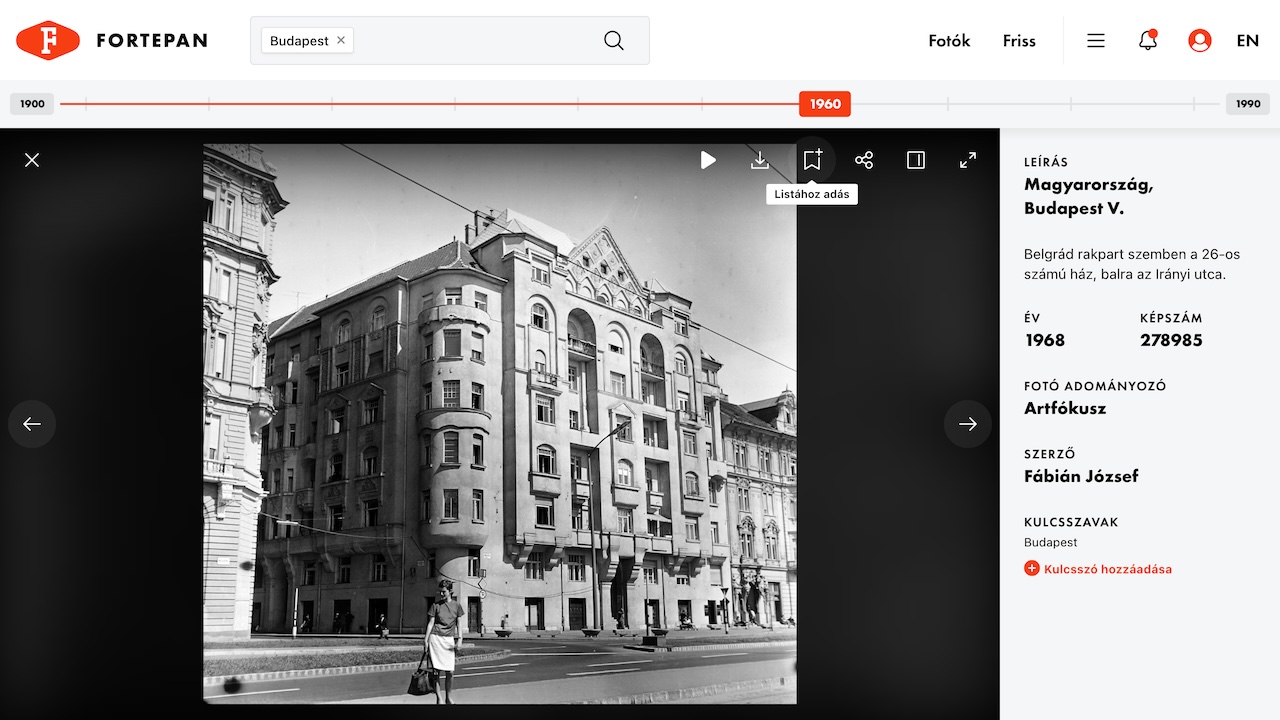 F FORTEPAN
Budapest ×
Fotók
Friss
EN
1900
1960
1990
Listához adás
LEÍRÁS
Magyarország,
Budapest V.
Belgrád rakpart szemben a 26-os
számú ház, balra az Irányi utca.
ÉV
KÉPSZÁM
1968
278985
FOTÓ ADOMÁNYOZÓ
Artfókusz
SZERZŐ
Fábián József
KULCSSZAVAK
Budapest
Kulcsszó hozzáadása